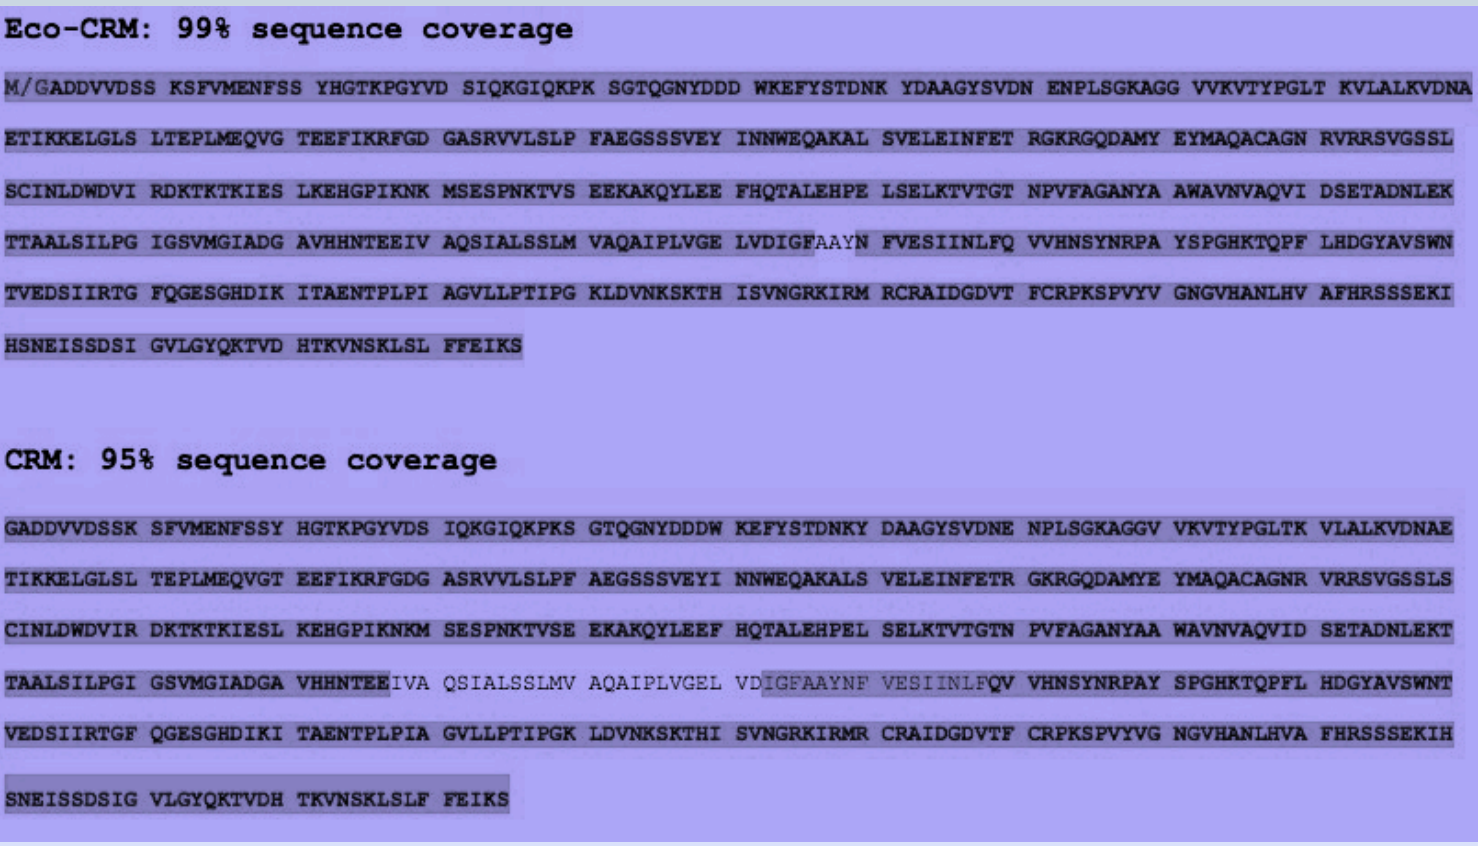 Eco-CRM: 99% sequence coverage
M/GADDVVDSS KSFVMENFSS YHGTKPGYVD SIQKGIQKPK SGTQGNYDDD WKEFYSTDNK YDAAGYSVDN ENPLSGKAGG VVKVTYPGLT KVLALKVDNA
ETIKKELGLS LTEPLMEQVG TEEFIKRFGD GASRVVLSLP FAEGSSSVEY INNWEQAKAL SVELEINFET RGKRGQDAMY EYMAQACAGN RVRRSVGSSL
SCINLDWDVI RDKTKTKIES LKEHGPIKNK MSESPNKTVS EEKAKQYLEE FHQTALEHPE LSELKTVTGT NPVFAGANYA AWAVNVAQVI DSETADNLEK
TTAALSILPG IGSVMGIADG AVHHNTEEIV AQSIALSSLM VAQAIPLVGE LVDIGFAAYN FVESIINLFQ VVHNSYNRPA YSPGHKTQPF LHDGYAVSWN
TVEDSIIRTG FQGESGHDIK ITAENTPLPI AGVLLPTIPG KLDVNKSKTH ISVNGRKIRM RCRAIDGDVT FCRPKSPVYV GNGVHANLHV AFHRSSSEKI
HSNEISSDSI GVLGYQKTVD HTKVNSKLSL FFEIKS
CRM: 95% sequence coverage
GADDVVDSSK SFVMENFSSY HGTKPGYVDS IQKGIQKPKS GTQGNYDDDW KEFYSTDNKY DAAGYSVDNE NPLSGKAGGV VKVTYPGLTK VLALKVDNAE
TIKKELGLSL TEPLMEQVGT EEFIKRFGDG ASRVVLSLPF AEGSSSVEYI NNWEQAKALS VELEINFETR GKRGQDAMYE YMAQACAGNR VRRSVGSSLS
CINLDWDVIR DKTKTKIESL KEHGPIKNKM SESPNKTVSE EKAKQYLEEF HQTALEHPEL SELKTVTGTN PVFAGANYAA WAVNVAQVID SETADNLEKT
TAALSILPGI GSVMGIADGA VHHNTEEIVA QSIALSSLMV AQAIPLVGEL VDIGFAAYNF VESIINLFQV VHNSYNRPAY SPGHKTQPFL HDGYAVSWNT
VEDSIIRTGF QGESGHDIKI TAENTPLPIA GVLLPTIPGK LDVNKSKTHI SVNGRKIRMR CRAIDGDVTF CRPKSPVYVG NGVHANLHVA FHRSSSEKIH
SNEISSDSIG VLGYQKTVDH TKVNSKLSLF FEIKS